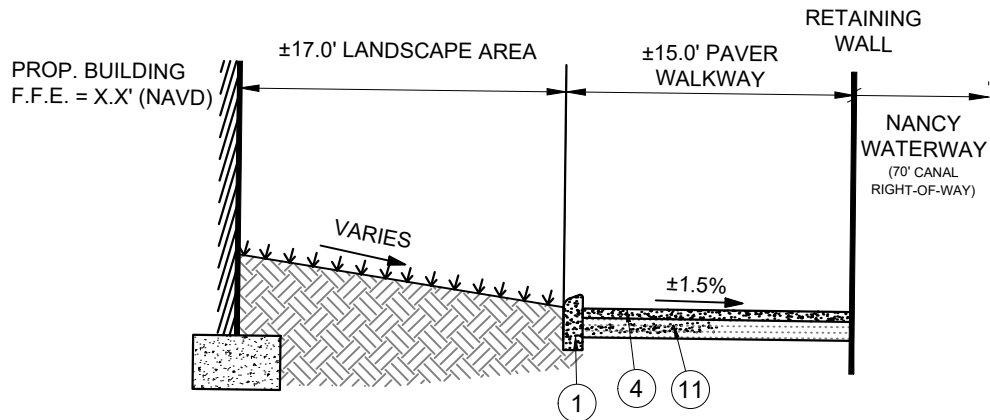 PROP. BUILDING
F.F.E. = X.X' (NAVD)
±17.0' LANDSCAPE AREA
±15.0' PAVER
WALKWAY
RETAINING
WALL
NANCY
WATERWAY
(70' CANAL
RIGHT-OF-WAY)
VARIES
±1.5%
1
4
11